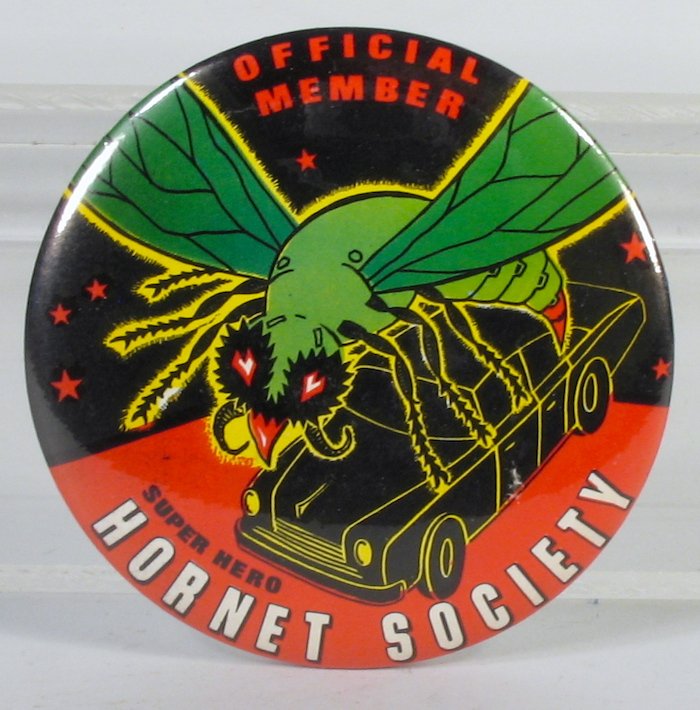 OFFICIAL
MEMBER
SUPER HERO
HORNET SOCIETY